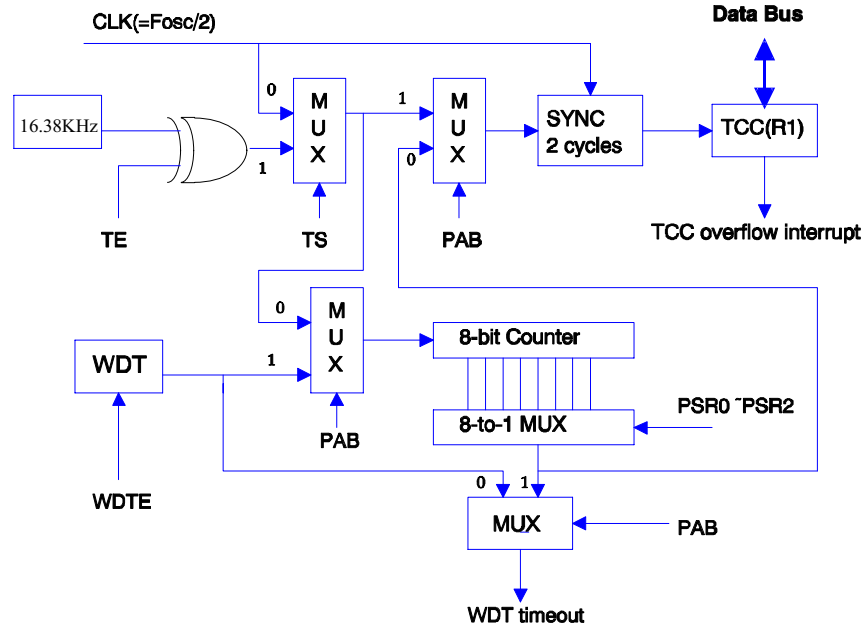 Data Bus
CLK(=Fosc/2)
0
M
U
X
1
M
U
X
16.38KHz
SYNC
2 cycles
TCC(R1)
1
0
TE
TS
PAB
TCC overflow interrupt
0
M
U
X
8-bit Counter
WDT
1
PSR0 ~PSR2
8-to-1 MUX
PAB
WDTE
0
1
MUX
PAB
WDT timeout